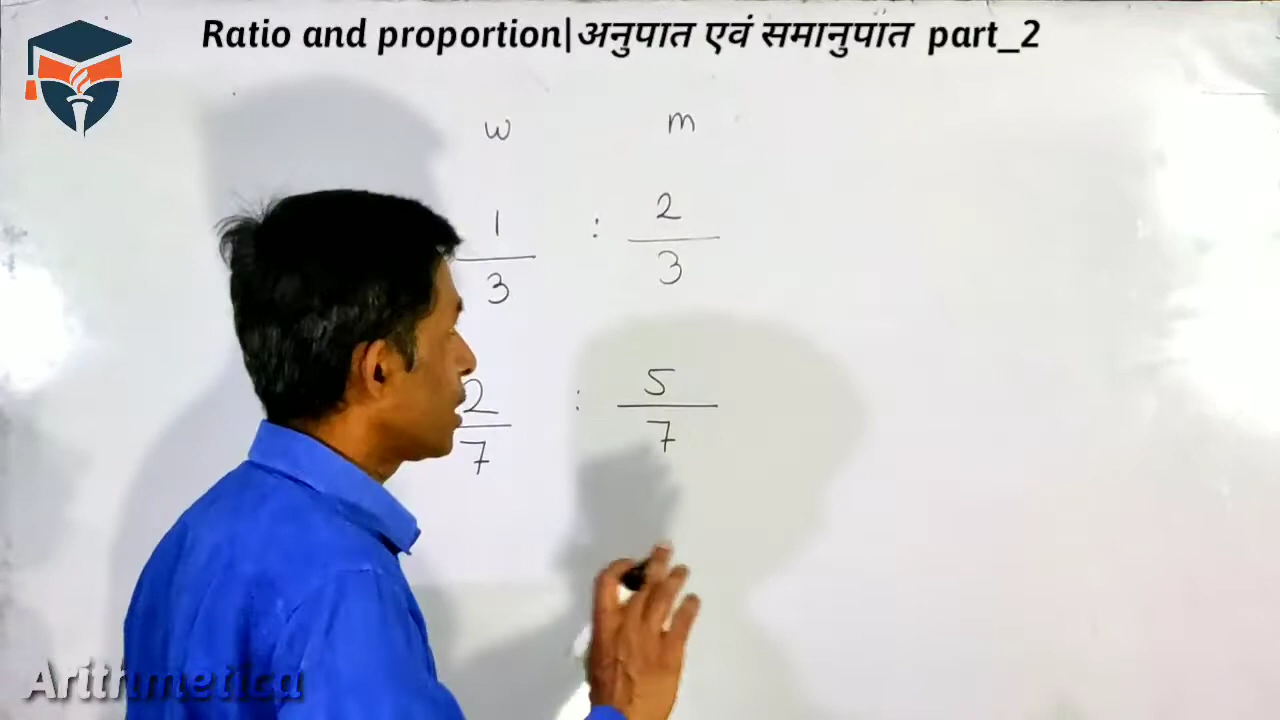 Ratio and proportion|अनुपात एवं समानुपात part_2
w m
1/3 : 2/3
2/7 : 5/7
Arithmetica